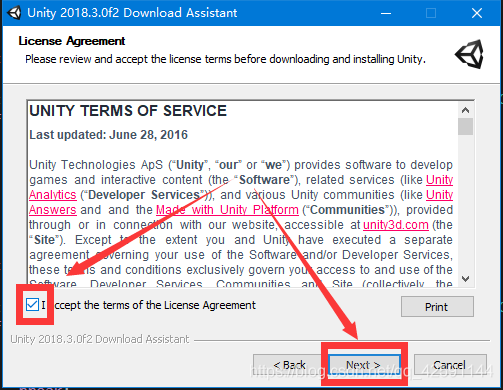 Unity 2018.3.0f2 Download Assistant
License Agreement
Please review and accept the license terms before downloading and installing Unity.
UNITY TERMS OF SERVICE
Last updated: June 28, 2016
Unity Technologies ApS (“Unity”, “our” or “we”) provides software to develop
games and interactive content (the “Software”), related services (like Unity
Analytics (“Developer Services”)), and various Unity communities (like Unity
Answers and and the Made with Unity Platform (“Communities”)), provided
through or in connection with our website, accessible at unity3d.com (the
“Site”). Except to the extent you and Unity have executed a separate
agreement governing your use of the Software and/or Developer Services,
these terms and conditions exclusively govern your access to and use of the
Software, Developer Services, Communities and Site (collectively, the
I accept the terms of the License Agreement
Print
Unity 2018.3.0f2 Download Assistant
< Back
Next >
Cancel